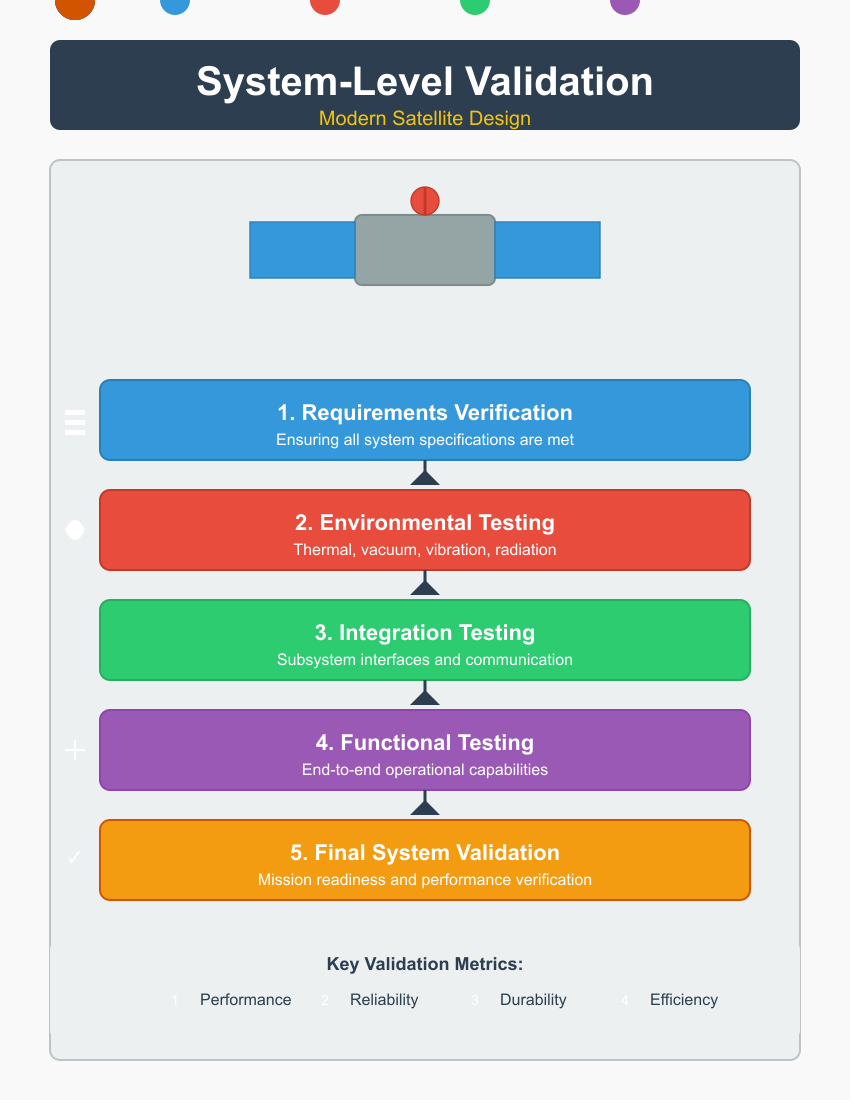 System-Level Validation
Modern Satellite Design
1. Requirements Verification
Ensuring all system specifications are met
2. Environmental Testing
Thermal, vacuum, vibration, radiation
3. Integration Testing
Subsystem interfaces and communication
4. Functional Testing
End-to-end operational capabilities
5. Final System Validation
Mission readiness and performance verification
Key Validation Metrics:
1 Performance 2 Reliability 3 Durability 4 Efficiency